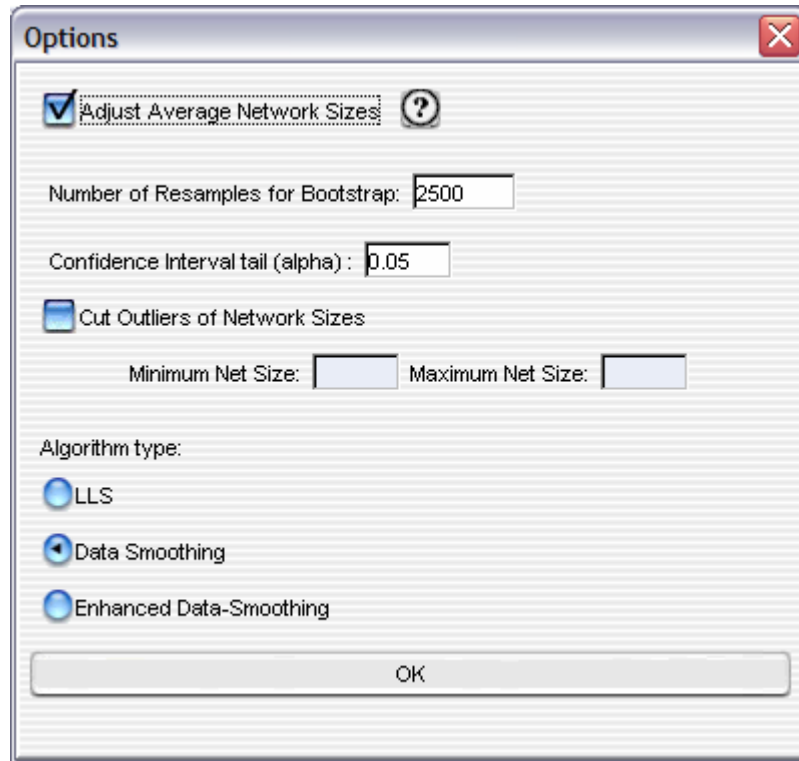 Options
Adjust Average Network Sizes ?
Number of Resamples for Bootstrap: 2500
Confidence Interval tail (alpha) : 0.05
Cut Outliers of Network Sizes
Minimum Net Size: Maximum Net Size:
Algorithm type:
LLS
Data Smoothing
Enhanced Data-Smoothing
OK